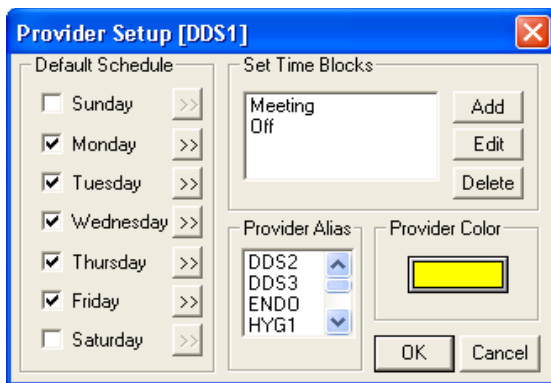 Provider Setup [DDS1]
Default Schedule
Sunday >>
Monday >>
Tuesday >>
Wednesday >>
Thursday >>
Friday >>
Saturday >>
Set Time Blocks
Meeting
Off
Add
Edit
Delete
Provider Alias
DDS2
DDS3
ENDO
HYG1
Provider Color
OK
Cancel